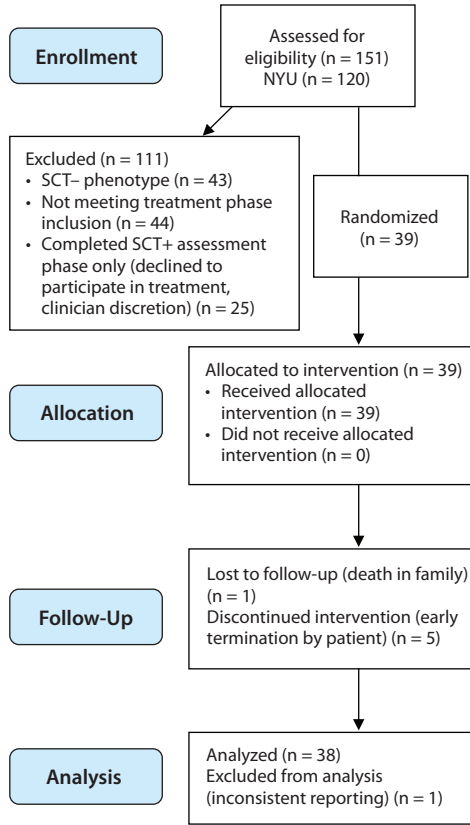 Enrollment
Assessed for
eligibility (n = 151)
NYU (n = 120)
Excluded (n = 111)
• SCT– phenotype (n = 43)
• Not meeting treatment phase
inclusion (n = 44)
• Completed SCT+ assessment
phase only (declined to
participate in treatment,
clinician discretion) (n = 25)
Randomized
(n = 39)
Allocation
Allocated to intervention (n = 39)
• Received allocated
intervention (n = 39)
• Did not receive allocated
intervention (n = 0)
Follow-Up
Lost to follow-up (death in family)
(n = 1)
Discontinued intervention (early
termination by patient) (n = 5)
Analysis
Analyzed (n = 38)
Excluded from analysis
(inconsistent reporting) (n = 1)